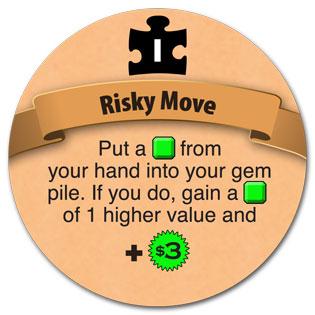 1
Risky Move
Put a from
your hand into your gem
pile. If you do, gain a
of 1 higher value and
+ $3